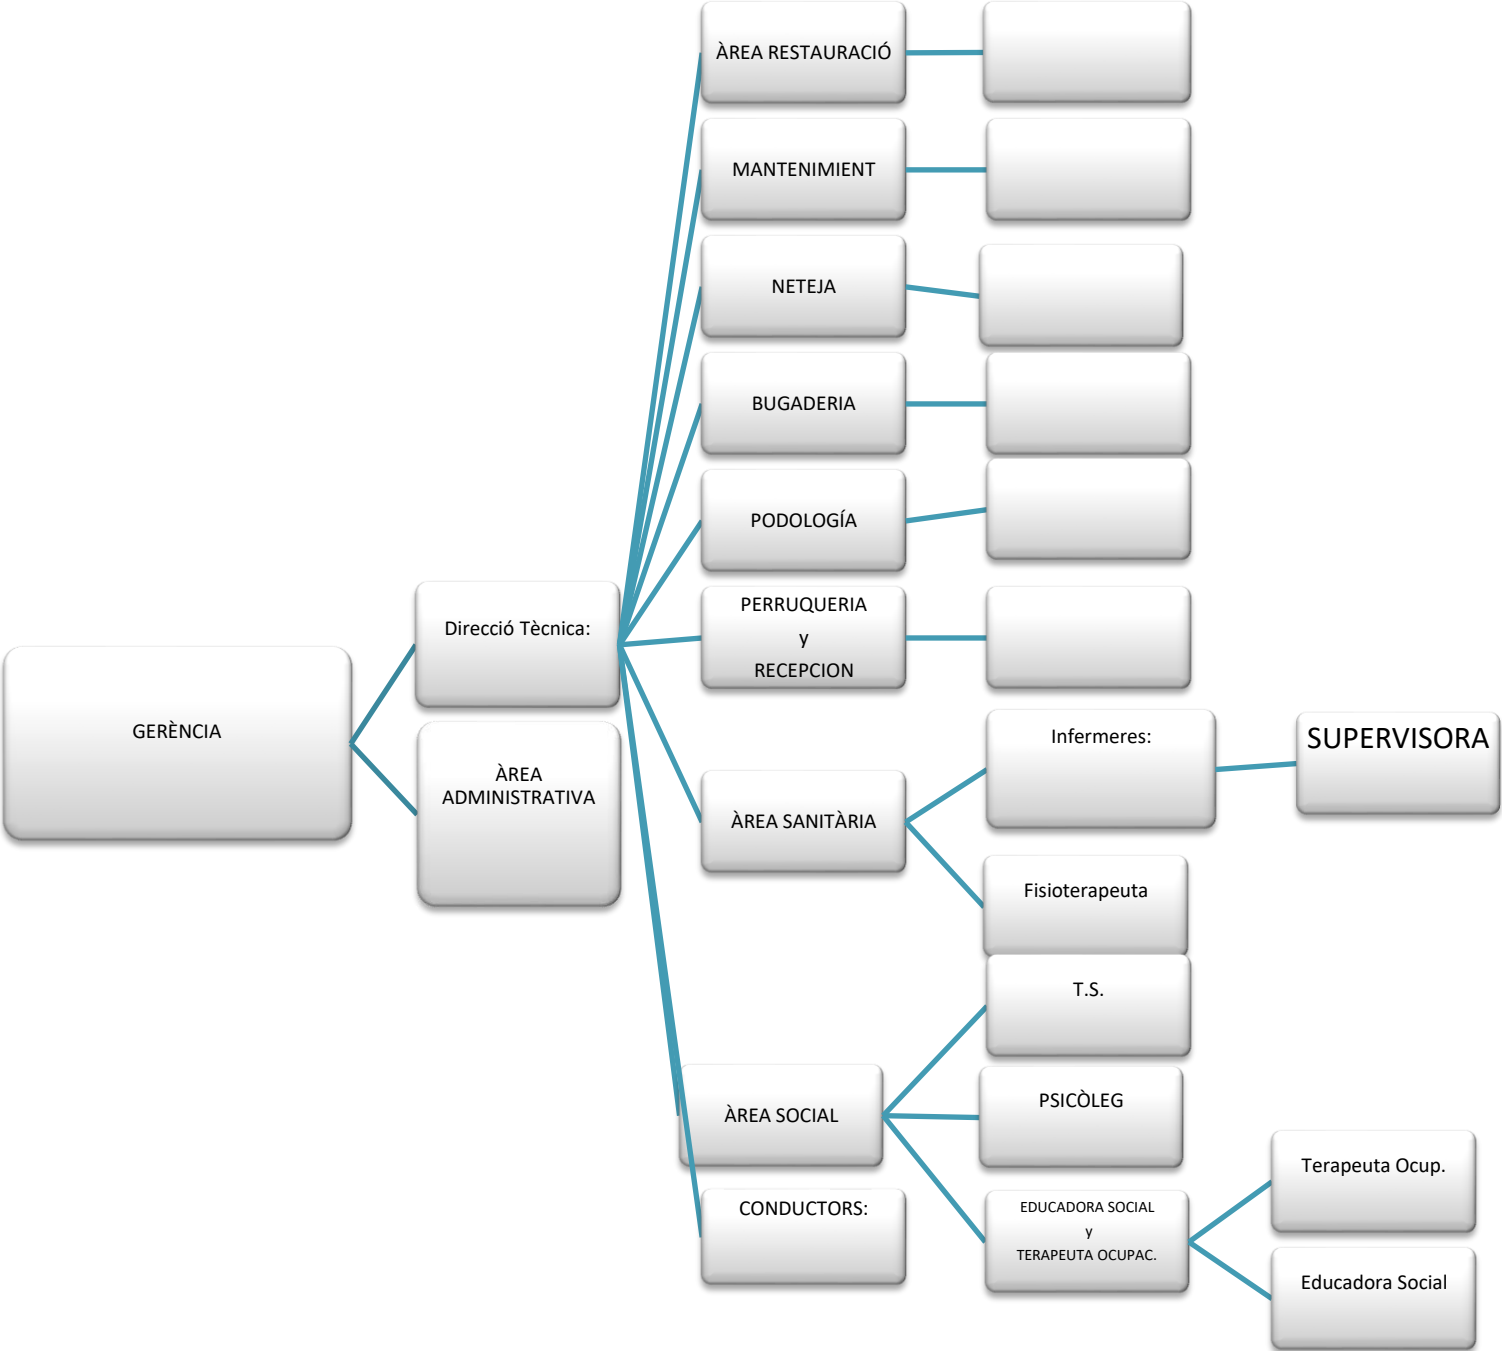 GERÈNCIA
Direcció Tècnica:
ÀREA
ADMINISTRATIVA
ÀREA RESTAURACIÓ
MANTENIMIENT
NETEJA
BUGADERIA
PODOLOGÍA
PERRUQUERIA
y
RECEPCION
ÀREA SANITÀRIA
Infermeres:
SUPERVISORA
Fisioterapeuta
ÀREA SOCIAL
T.S.
PSICÒLEG
EDUCADORA SOCIAL
y
TERAPEUTA OCUPAC.
Terapeuta Ocup.
Educadora Social
CONDUCTORS: